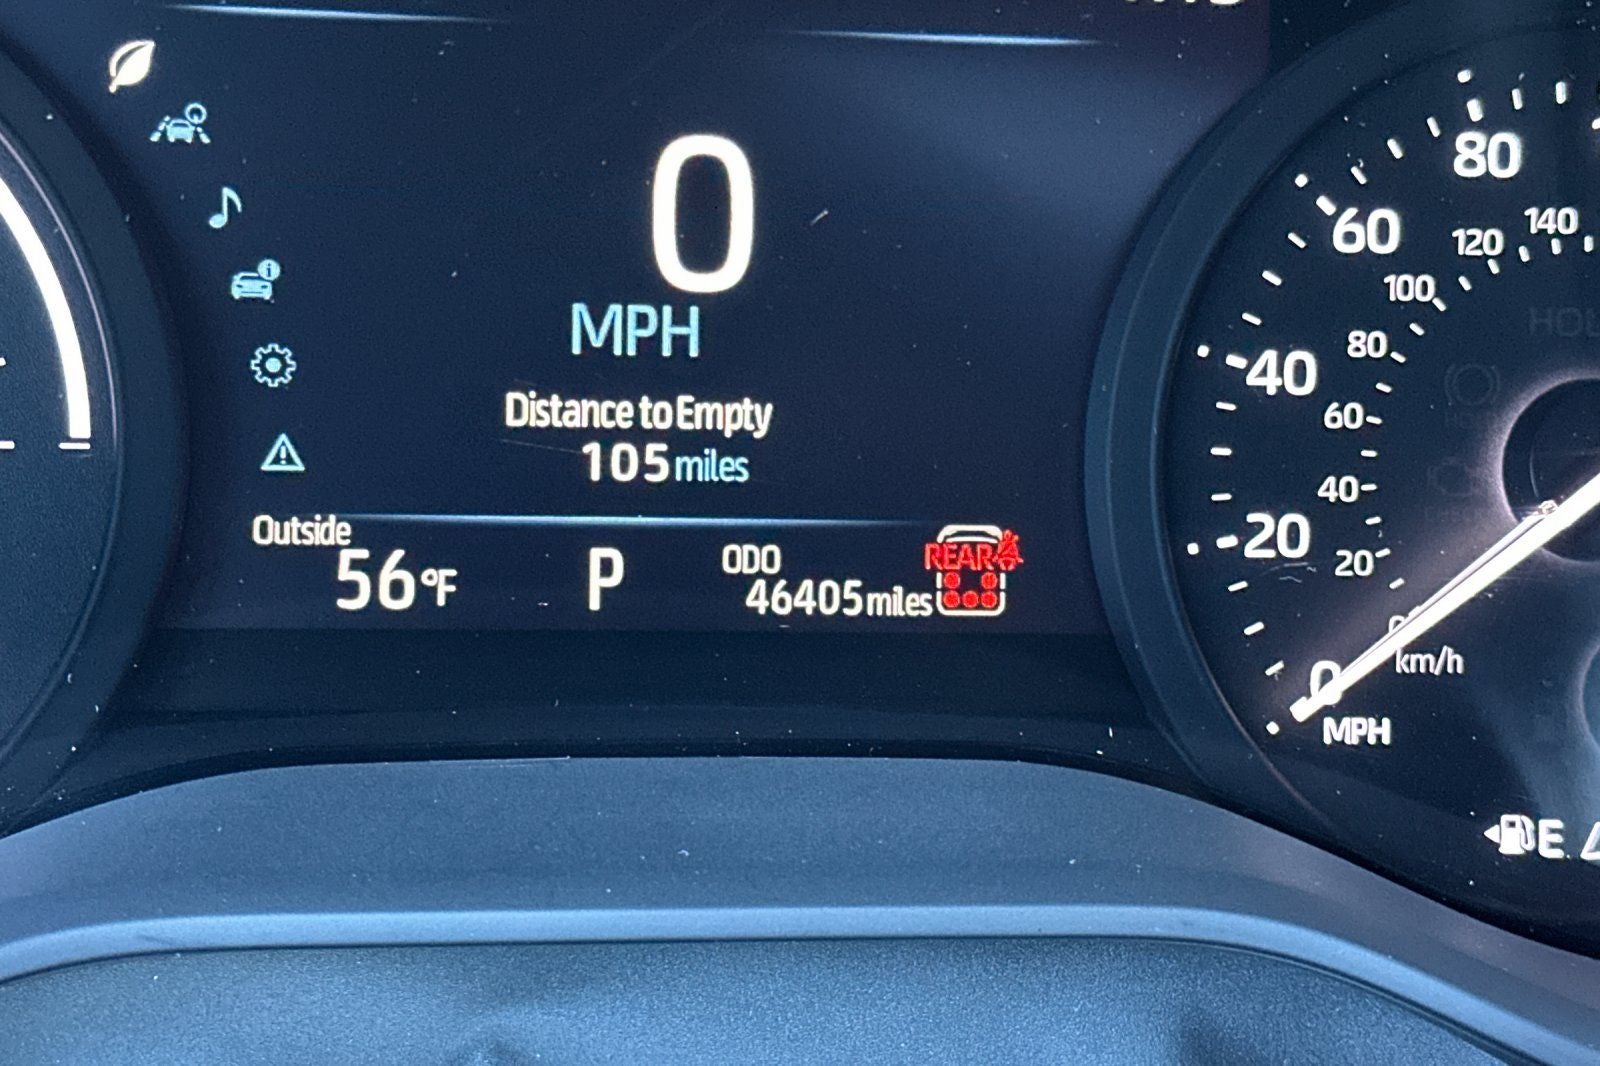 0
MPH
Distance to Empty
105 miles
Outside
56°F
P
ODO
46405 miles
REAR
80
60
40
20
0
MPH
140
120
100
80
60
40
20
km/h
E